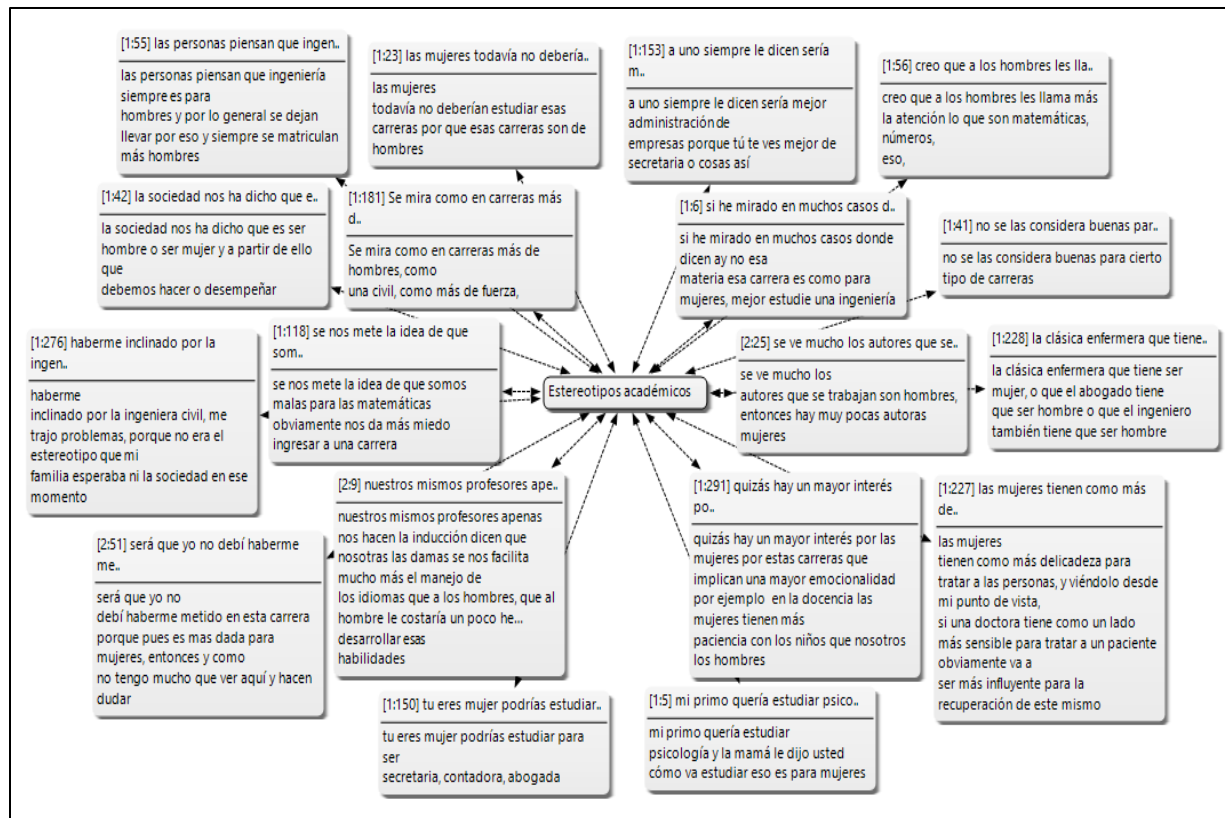 [1:55] las personas piensan que ingen..
las personas piensan que ingeniería
siempre es para
hombres y por lo general se dejan
llevar por eso y siempre se matriculan
más hombres
[1:23] las mujeres todavía no debería..
las mujeres
todavía no deberían estudiar esas
carreras por que esas carreras son de
hombres
[1:153] a uno siempre le dicen sería
m..
a uno siempre le dicen sería mejor
administración de
empresas porque tú te ves mejor de
secretaria o cosas así
[1:56] creo que a los hombres les lla..
creo que a los hombres les llama más
la atención lo que son matemáticas,
números,
eso,
[1:42] la sociedad nos ha dicho que e..
la sociedad nos ha dicho que es ser
hombre o ser mujer y a partir de ello
que
debemos hacer o desempeñar
[1:181] Se mira como en carreras más
d..
Se mira como en carreras más de
hombres, como
una civil, como más de fuerza,
[1:6] si he mirado en muchos casos d..
si he mirado en muchos casos donde
dicen ay no esa
materia esa carrera es como para
mujeres, mejor estudie una ingeniería
[1:41] no se las considera buenas par..
no se las considera buenas para cierto
tipo de carreras
[1:276] haberme inclinado por la
ingen..
haberme
inclinado por la ingeniera civil, me
trajo problemas, porque no era el
estereotipo que mi
familia esperaba ni la sociedad en ese
momento
[1:118] se nos mete la idea de que
som..
se nos mete la idea de que somos
malas para las matemáticas
obviamente nos da más miedo
ingresar a una carrera
Estereotipos académicos
[2:25] se ve mucho los autores que se..
se ve mucho los
autores que se trabajan son hombres,
entonces hay muy pocas autoras
mujeres
[1:228] la clásica enfermera que tiene..
la clásica enfermera que tiene ser
mujer, o que el abogado tiene
que ser hombre o que el ingeniero
también tiene que ser hombre
[2:51] será que yo no debí haberme
me..
será que yo no
debí haberme metido en esta carrera
porque pues es mas dada para
mujeres, entonces y como
no tengo mucho que ver aquí y hacen
dudar
[2:9] nuestros mismos profesores ape..
nuestros mismos profesores apenas
nos hacen la inducción dicen que
nosotras las damas se nos facilita
mucho más el manejo de
los idiomas que a los hombres, que al
hombre le costaría un poco he...
desarrollar esas
habilidades
[1:291] quizás hay un mayor interés
po..
quizás hay un mayor interés por las
mujeres por estas carreras que
implican una mayor emocionalidad
por ejemplo en la docencia las
mujeres tienen más
paciencia con los niños que nosotros
los hombres
[1:227] las mujeres tienen como más
de..
las mujeres
tienen como más delicadeza para
tratar a las personas, y viéndolo desde
mi punto de vista,
si una doctora tiene como un lado
más sensible para tratar a un paciente
obviamente va a
ser más influyente para la
recuperación de este mismo
[1:150] tu eres mujer podrías estudiar..
tu eres mujer podrías estudiar para
ser
secretaria, contadora, abogada
[1:5] mi primo quería estudiar psico..
mi primo quería estudiar
psicología y la mamá le dijo usted
cómo va estudiar eso es para mujeres